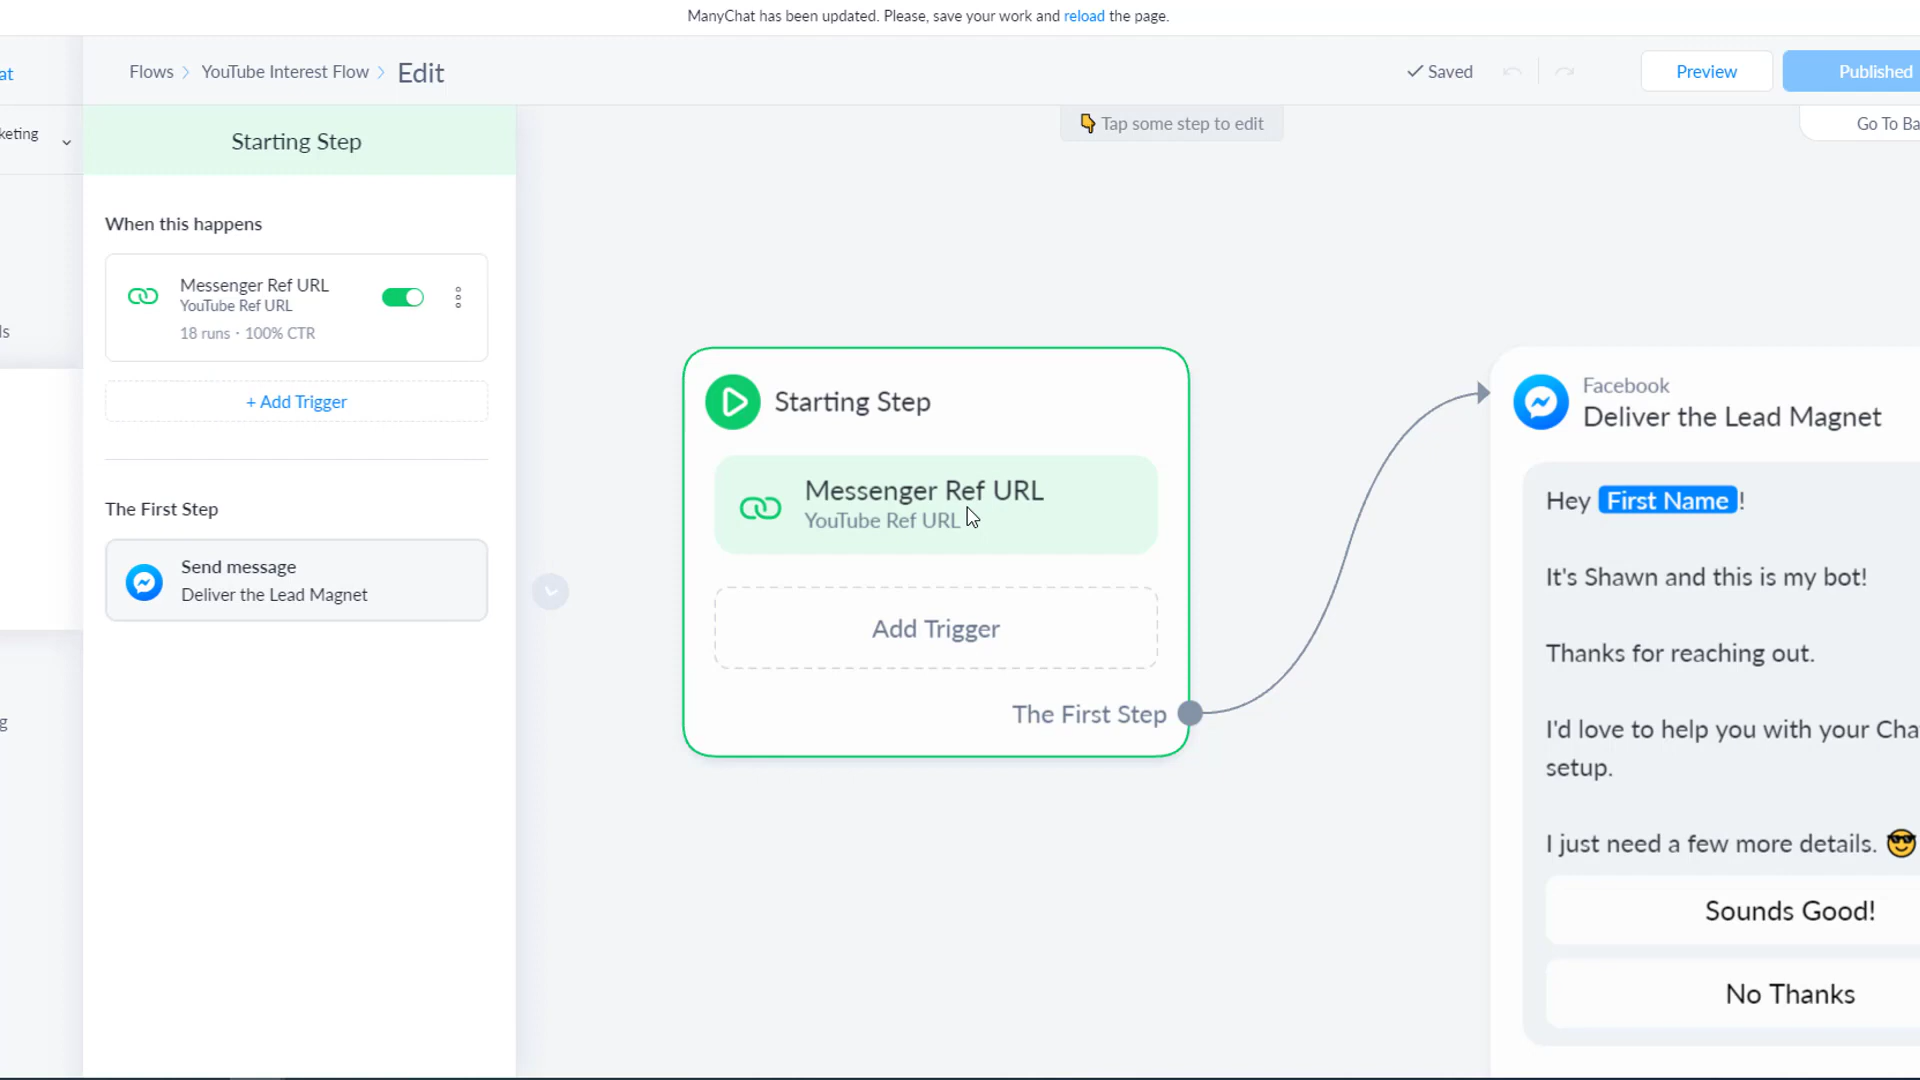 ManyChat has been updated. Please, save your work and reload the page.
at
Flows YouTube Interest Flow Edit
Saved
Preview
Published
keting
Starting Step
Tap some step to edit
Go To Ba
When this happens
Messenger Ref URL
YouTube Ref URL
18 runs · 100% CTR
ls
+ Add Trigger
The First Step
Send message
Deliver the Lead Magnet
g
Starting Step
Messenger Ref URL
YouTube Ref URL
Add Trigger
The First Step
Facebook
Deliver the Lead Magnet
Hey First Name !
It's Shawn and this is my bot!
Thanks for reaching out.
I'd love to help you with your Cha
setup.
I just need a few more details. 😎
Sounds Good!
No Thanks